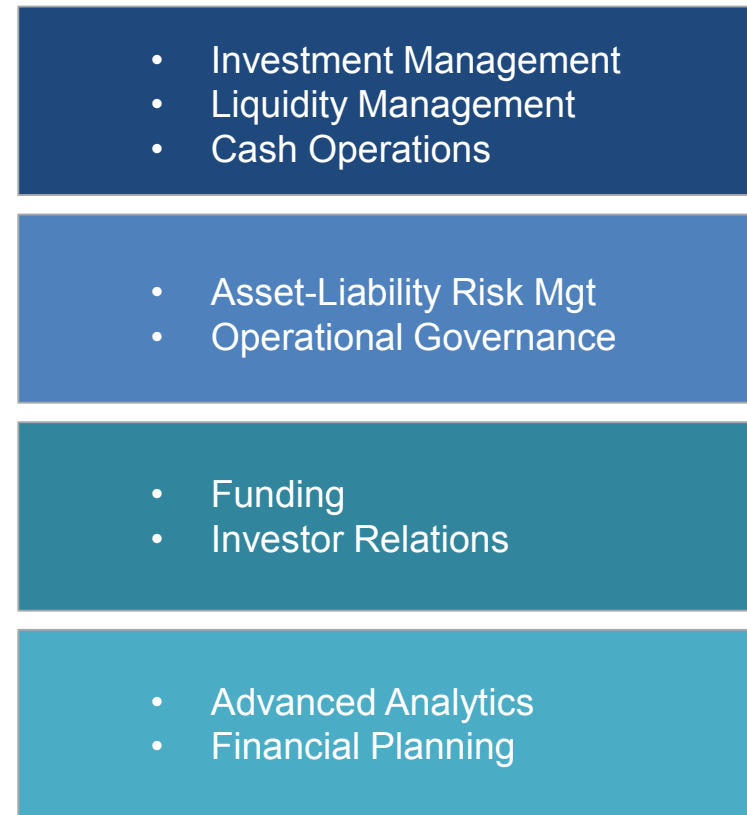 • Investment Management
• Liquidity Management
• Cash Operations
• Asset-Liability Risk Mgt
• Operational Governance
• Funding
• Investor Relations
• Advanced Analytics
• Financial Planning